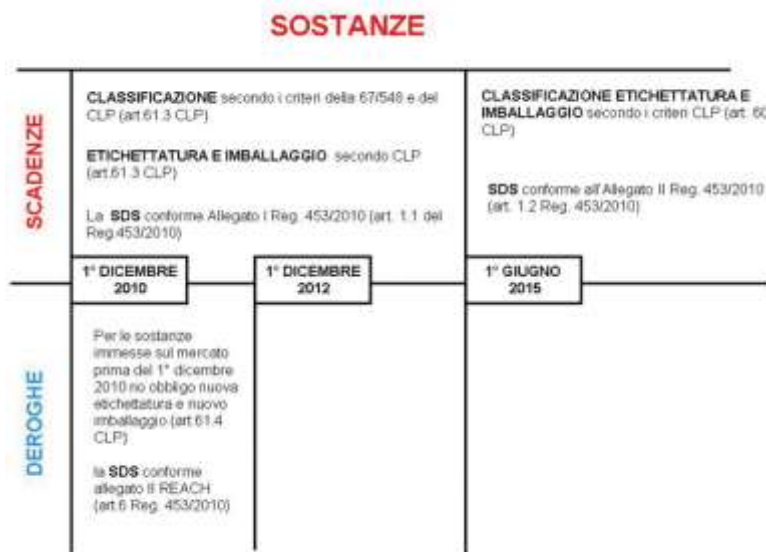 SOSTANZE
SCADENZE
CLASSIFICAZIONE secondo i criteri della 67/548 e del
CLP (art.61.3 CLP)
ETICHETTATURA E IMBALLAGGIO secondo CLP
(art.61.3 CLP)
La SDS conforme Allegato I Reg. 453/2010 (art. 1.1 del
Reg.453/2010)
CLASSIFICAZIONE ETICHETTATURA E
IMBALLAGGIO secondo i criteri CLP (art. 60
CLP)
SDS conforme all'Allegato II Reg. 453/2010
(art. 1.2 Reg. 453/2010)
1° DICEMBRE
2010
1° DICEMBRE
2012
1° GIUGNO
2015
DEROGHE
Per le sostanze
immesse sul mercato
prima del 1° dicembre
2010 no obbligo nuova
etichettatura e nuovo
imballaggio (art.61.4
CLP)
la SDS conforme
allegato II REACH
(art.6 Reg. 453/2010)